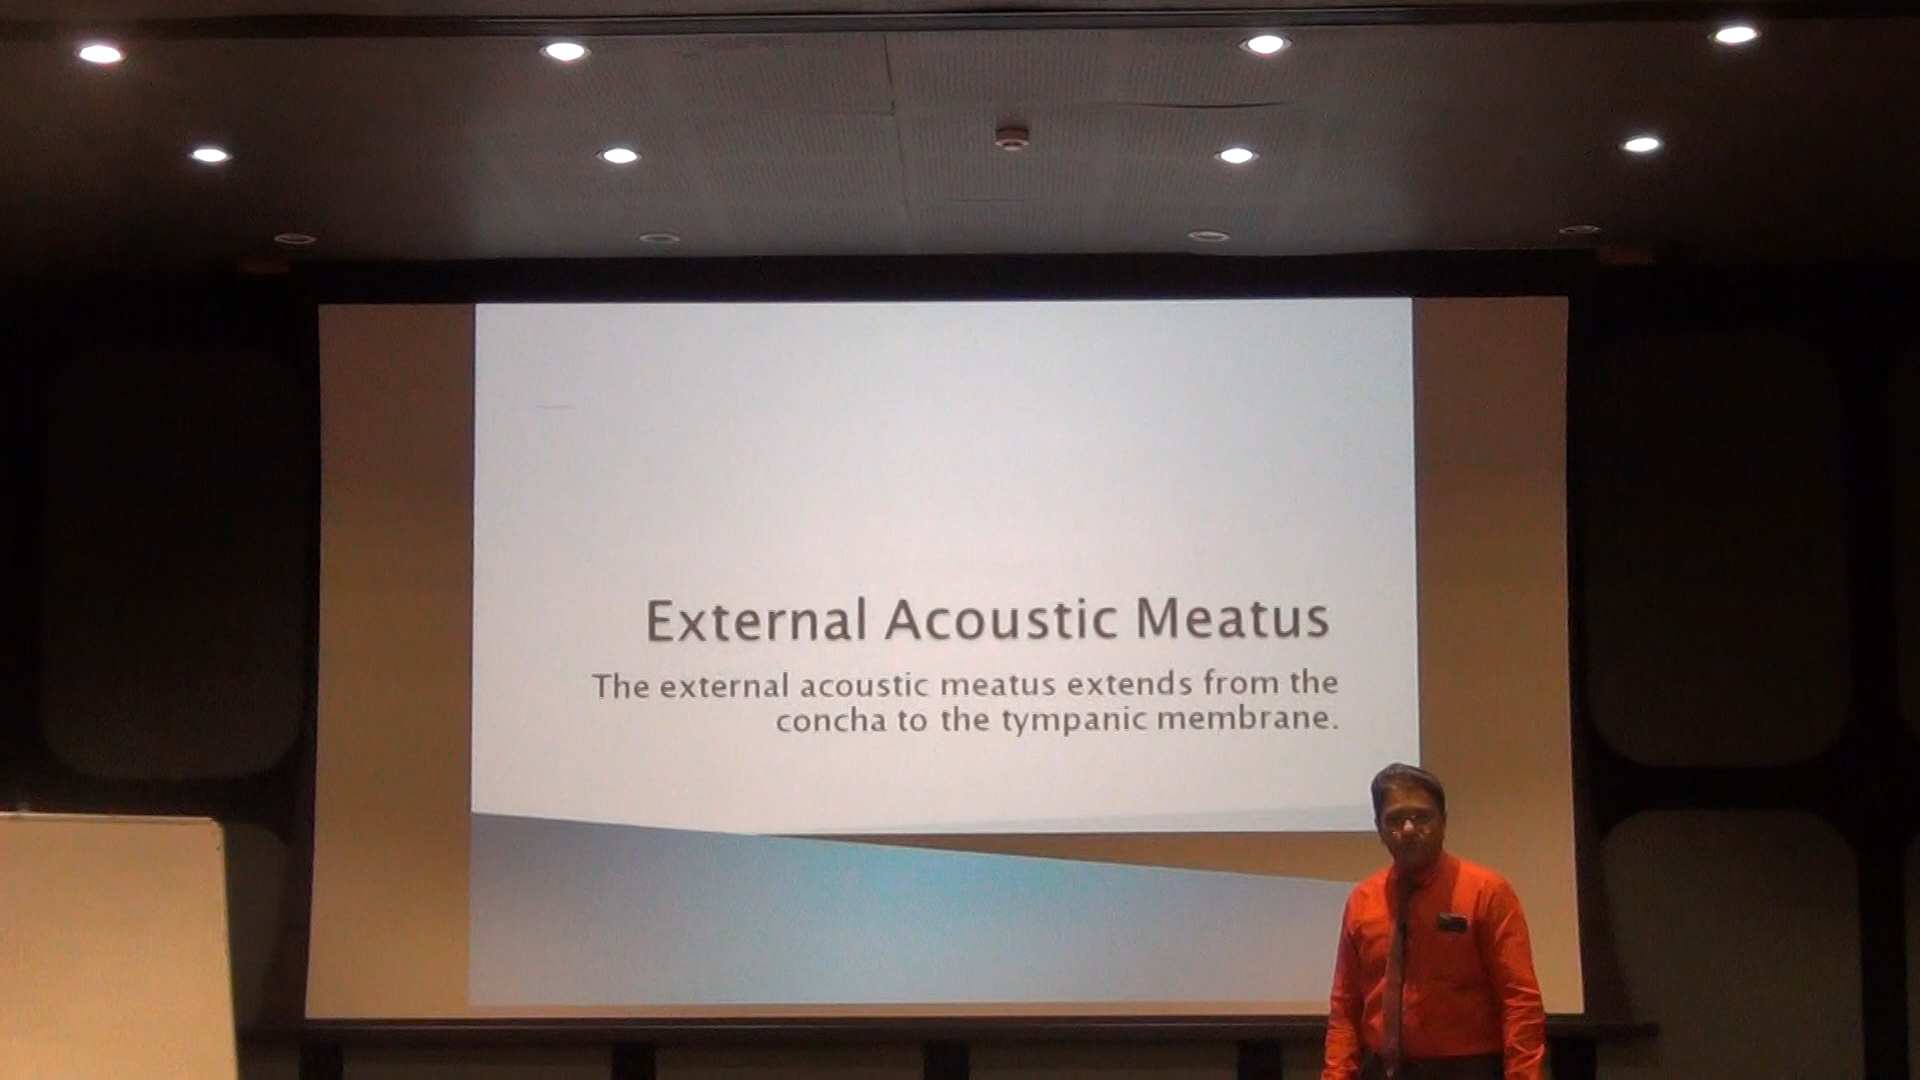 External Acoustic Meatus
The external acoustic meatus extends from the
concha to the tympanic membrane.